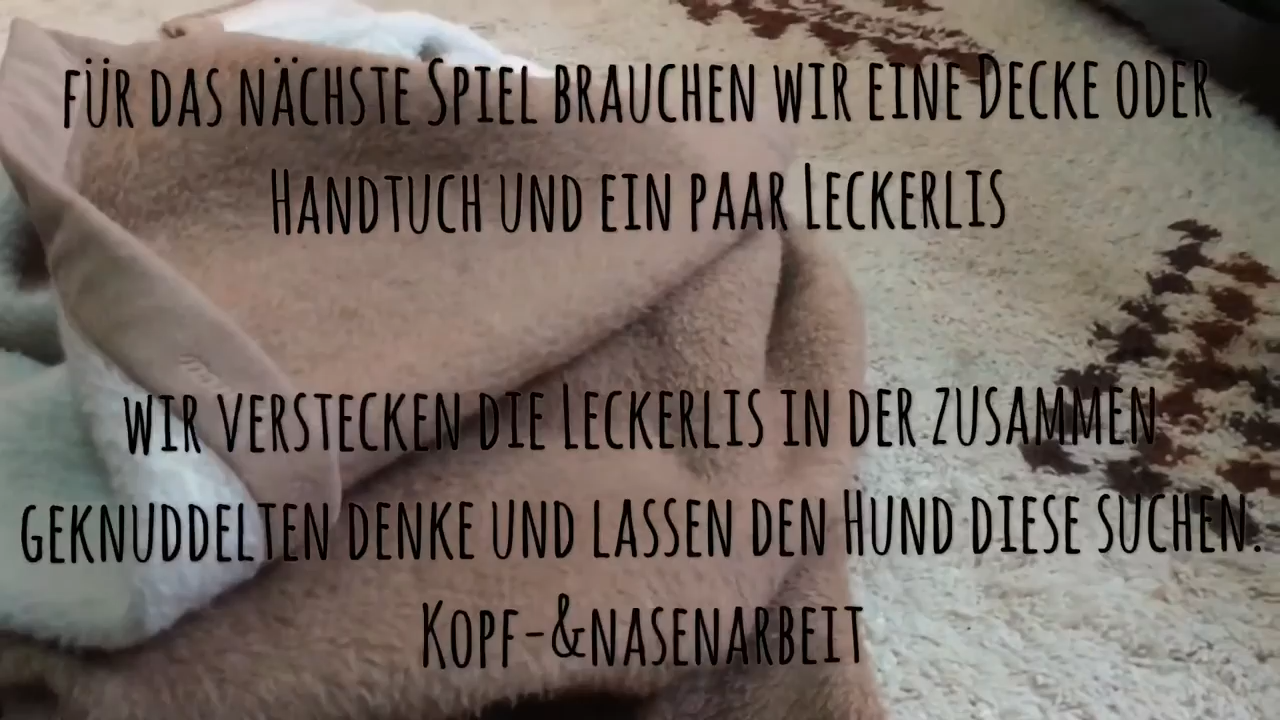 für das nächste Spiel brauchen wir eine Decke oder
Handtuch und ein paar Leckerlis
wir verstecken die Leckerlis in der zusammen
geknuddelten denke und lassen den Hund diese suchen.
Kopf-&nasenarbeit